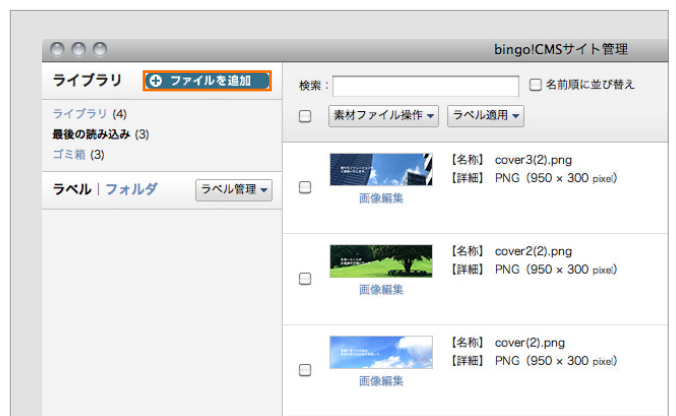 bingo!CMSサイト管理
ライブラリ
ファイルを追加
ライブラリ (4)
最後の読み込み (3)
ゴミ箱 (3)
ラベル | フォルダ
ラベル管理
検索：
名前順に並び替え
素材ファイル操作
ラベル適用
【名称】 cover3(2).png
【詳細】 PNG（950 × 300 pixel）
画像編集
【名称】 cover2(2).png
【詳細】 PNG（950 × 300 pixel）
画像編集
【名称】 cover(2).png
【詳細】 PNG（950 × 300 pixel）
画像編集